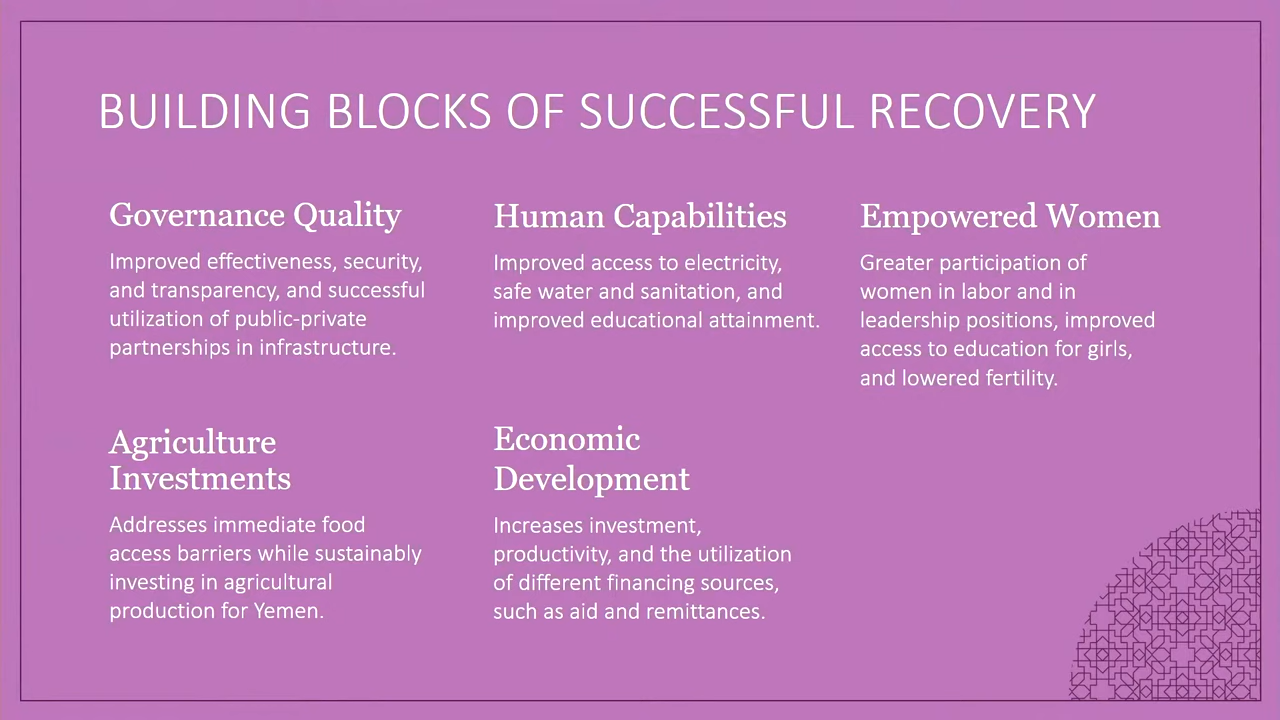 BUILDING BLOCKS OF SUCCESSFUL RECOVERY
Governance Quality
Improved effectiveness, security,
and transparency, and successful
utilization of public-private
partnerships in infrastructure.
Human Capabilities
Improved access to electricity,
safe water and sanitation, and
improved educational attainment.
Empowered Women
Greater participation of
women in labor and in
leadership positions, improved
access to education for girls,
and lowered fertility.
Agriculture
Investments
Addresses immediate food
access barriers while sustainably
investing in agricultural
production for Yemen.
Economic
Development
Increases investment,
productivity, and the utilization
of different financing sources,
such as aid and remittances.